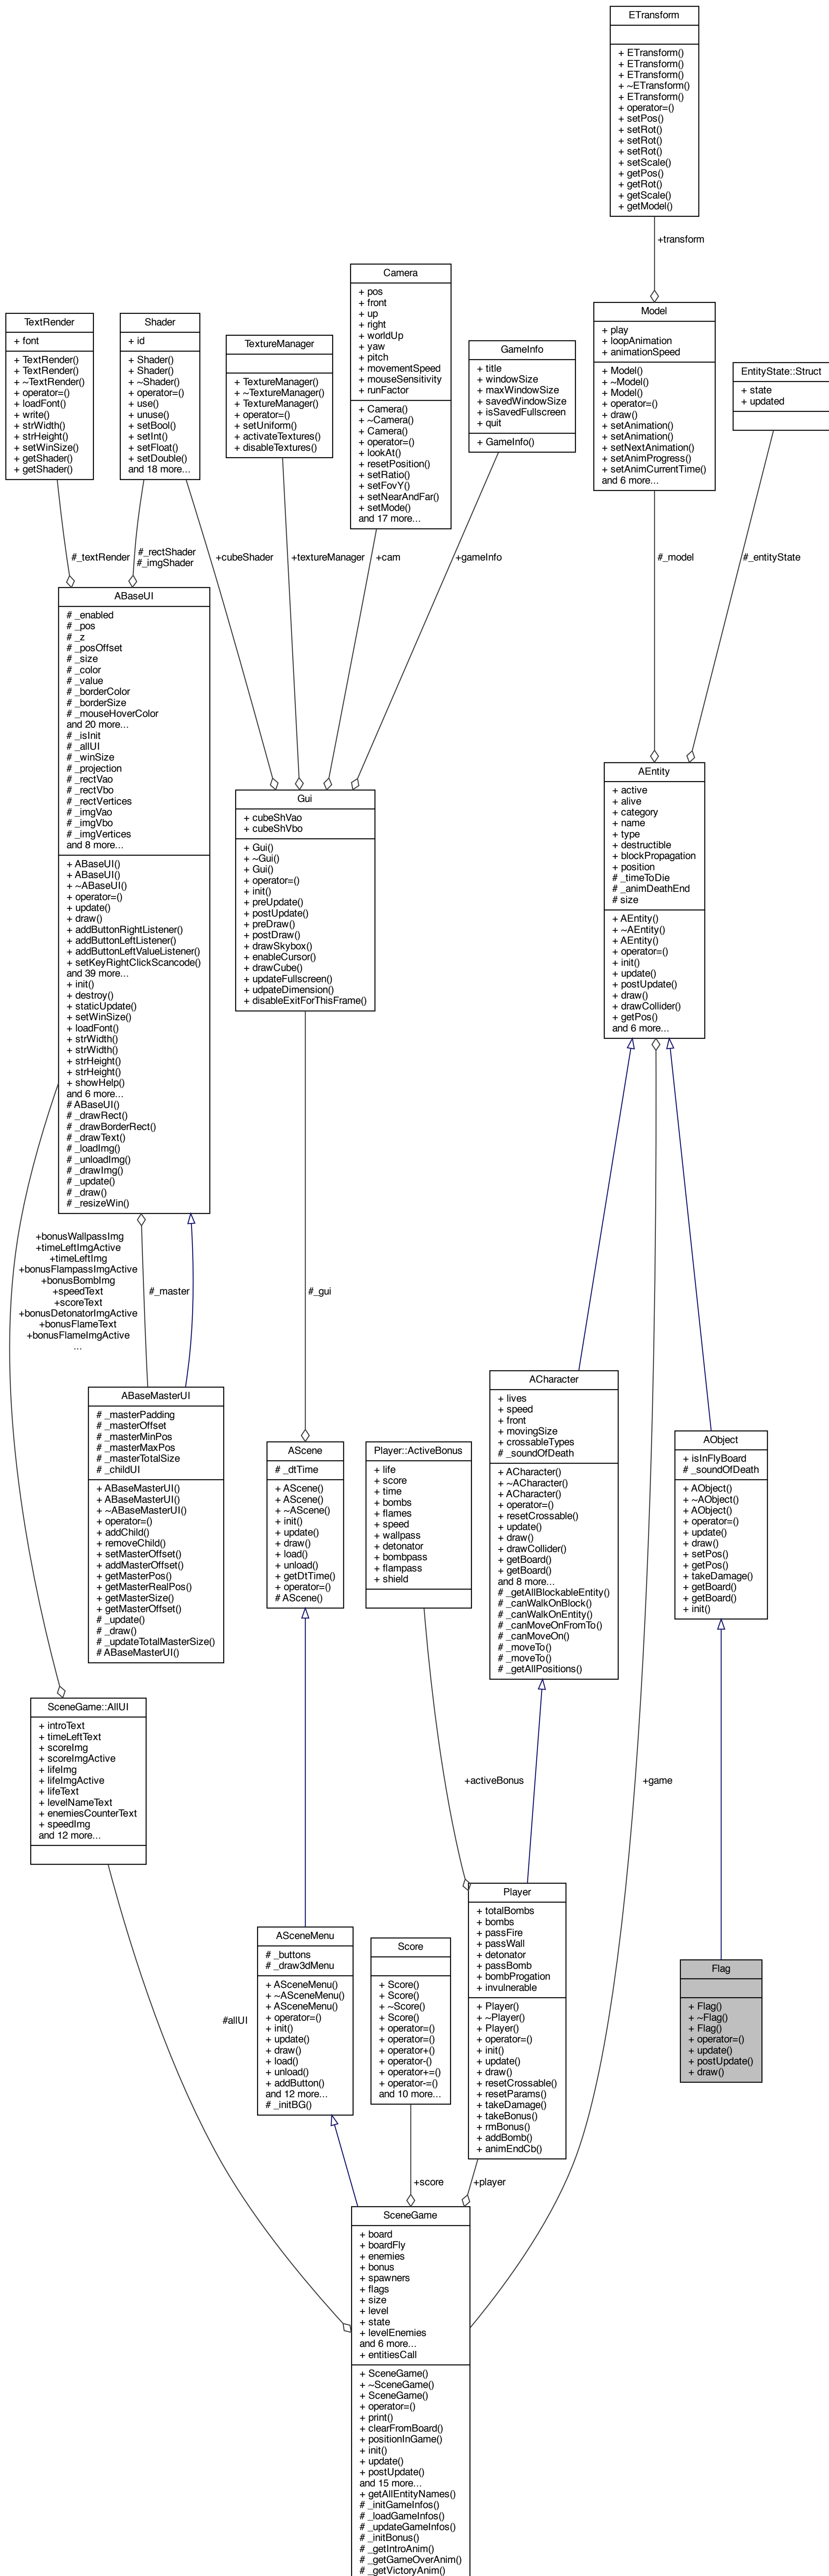 ETransform
+ ETransform()
+ ETransform()
+ ETransform()
+ ~ETransform()
+ ETransform()
+ operator=()
+ setPos()
+ setRot()
+ setRot()
+ setRot()
+ setScale()
+ getPos()
+ getRot()
+ getScale()
+ getModel()
+transform
Camera
+ pos
+ front
+ up
+ right
+ worldUp
+ yaw
+ pitch
+ movementSpeed
+ mouseSensitivity
+ runFactor
+ Camera()
+ ~Camera()
+ Camera()
+ operator=()
+ lookAt()
+ resetPosition()
+ setRatio()
+ setFovY()
+ setNearAndFar()
+ setMode()
and 17 more...
Model
+ play
+ loopAnimation
+ animationSpeed
+ Model()
+ ~Model()
+ Model()
+ operator=()
+ draw()
+ setAnimation()
+ setAnimation()
+ setNextAnimation()
+ setAnimProgress()
+ setAnimCurrentTime()
and 6 more...
TextRender
+ font
+ TextRender()
+ TextRender()
+ ~TextRender()
+ operator=()
+ loadFont()
+ write()
+ strWidth()
+ strHeight()
+ setWinSize()
+ getShader()
+ getShader()
Shader
+ id
+ Shader()
+ Shader()
+ ~Shader()
+ operator=()
+ use()
+ unuse()
+ setBool()
+ setInt()
+ setFloat()
+ setDouble()
and 18 more...
TextureManager
+ TextureManager()
+ ~TextureManager()
+ TextureManager()
+ operator=()
+ setUniform()
+ activateTextures()
+ disableTextures()
GameInfo
+ title
+ windowSize
+ maxWindowSize
+ savedWindowSize
+ isSavedFullscreen
+ quit
+ GameInfo()
EntityState::Struct
+ state
+ updated
#_textRender
#_rectShader
#_imgShader
+cubeShader
+textureManager
+cam
+gameInfo
#_model
#_entityState
ABaseUI
# _enabled
# _pos
# _z
# _posOffset
# _size
# _color
# _value
# _borderColor
# _borderSize
# _mouseHoverColor
and 20 more...
# _isInit
# _allUI
# _winSize
# _projection
# _rectVao
# _rectVbo
# _rectVertices
# _imgVao
# _imgVbo
# _imgVertices
and 8 more...
+ ABaseUI()
+ ABaseUI()
+ ~ABaseUI()
+ operator=()
+ update()
+ draw()
+ addButtonRightListener()
+ addButtonLeftListener()
+ addButtonLeftValueListener()
+ setKeyRightClickScancode()
and 39 more...
+ init()
+ destroy()
+ staticUpdate()
+ setWinSize()
+ loadFont()
+ strWidth()
+ strWidth()
+ strHeight()
+ strHeight()
+ showHelp()
and 6 more...
# ABaseUI()
# _drawRect()
# _drawBorderRect()
# _drawText()
# _loadImg()
# _unloadImg()
# _drawImg()
# _update()
# _draw()
# _resizeWin()
Gui
+ cubeShVao
+ cubeShVbo
+ Gui()
+ ~Gui()
+ Gui()
+ operator=()
+ init()
+ preUpdate()
+ postUpdate()
+ preDraw()
+ postDraw()
+ drawSkybox()
+ enableCursor()
+ drawCube()
+ updateFullscreen()
+ udpateDimension()
+ disableExitForThisFrame()
AEntity
+ active
+ alive
+ category
+ name
+ type
+ destructible
+ blockPropagation
+ position
# _timeToDie
# _animDeathEnd
# size
+ AEntity()
+ ~AEntity()
+ AEntity()
+ operator=()
+ init()
+ update()
+ postUpdate()
+ draw()
+ drawCollider()
+ getPos()
and 6 more...
+bonusWallpassImg
+timeLeftImgActive
+timeLeftImg
+bonusFlampassImgActive
+bonusBombImg
+speedText
+scoreText
+bonusDetonatorImgActive
+bonusFlameText
+bonusFlameImgActive
...
#_master
#_gui
ABaseMasterUI
# _masterPadding
# _masterOffset
# _masterMinPos
# _masterMaxPos
# _masterTotalSize
# _childUI
+ ABaseMasterUI()
+ ABaseMasterUI()
+ ~ABaseMasterUI()
+ operator=()
+ addChild()
+ removeChild()
+ setMasterOffset()
+ addMasterOffset()
+ getMasterPos()
+ getMasterRealPos()
+ getMasterSize()
+ getMasterOffset()
# _update()
# _draw()
# _updateTotalMasterSize()
# ABaseMasterUI()
AScene
# _dtTime
+ AScene()
+ AScene()
+ ~AScene()
+ init()
+ update()
+ draw()
+ load()
+ unload()
+ getDtTime()
+ operator=()
# AScene()
Player::ActiveBonus
+ life
+ score
+ time
+ bombs
+ flames
+ speed
+ wallpass
+ detonator
+ bombpass
+ flampass
+ shield
ACharacter
+ lives
+ speed
+ front
+ movingSize
+ crossableTypes
# _soundOfDeath
+ ACharacter()
+ ~ACharacter()
+ ACharacter()
+ operator=()
+ resetCrossable()
+ update()
+ draw()
+ drawCollider()
+ getBoard()
+ getBoard()
and 8 more...
# _getAllBlockableEntity()
# _canWalkOnBlock()
# _canWalkOnEntity()
# _canMoveOnFromTo()
# _canMoveOn()
# _moveTo()
# _moveTo()
# _getAllPositions()
AObject
+ isInFlyBoard
# _soundOfDeath
+ AObject()
+ ~AObject()
+ AObject()
+ operator=()
+ update()
+ draw()
+ setPos()
+ getPos()
+ takeDamage()
+ getBoard()
+ getBoard()
+ init()
SceneGame::AllUI
+ introText
+ timeLeftText
+ scoreImg
+ scoreImgActive
+ lifeImg
+ lifeImgActive
+ lifeText
+ levelNameText
+ enemiesCounterText
+ speedImg
and 12 more...
+activeBonus
+game
Player
+ totalBombs
+ bombs
+ passFire
+ passWall
+ detonator
+ passBomb
+ bombProgation
+ invulnerable
+ Player()
+ ~Player()
+ Player()
+ operator=()
+ init()
+ update()
+ draw()
+ resetCrossable()
+ resetParams()
+ takeDamage()
+ takeBonus()
+ rmBonus()
+ addBomb()
+ animEndCb()
ASceneMenu
# _buttons
# _draw3dMenu
+ ASceneMenu()
+ ~ASceneMenu()
+ ASceneMenu()
+ operator=()
+ init()
+ update()
+ draw()
+ load()
+ unload()
+ addButton()
and 12 more...
# _initBG()
Score
+ Score()
+ Score()
+ ~Score()
+ Score()
+ operator=()
+ operator=()
+ operator+()
+ operator-()
+ operator+=()
+ operator-=()
and 10 more...
Flag
+ Flag()
+ ~Flag()
+ Flag()
+ operator=()
+ update()
+ postUpdate()
+ draw()
#allUI
+score
+player
SceneGame
+ board
+ boardFly
+ enemies
+ bonus
+ spawners
+ flags
+ size
+ level
+ state
+ levelEnemies
and 6 more...
+ entitiesCall
+ SceneGame()
+ ~SceneGame()
+ SceneGame()
+ operator=()
+ print()
+ clearFromBoard()
+ positionInGame()
+ init()
+ update()
+ postUpdate()
and 15 more...
+ getAllEntityNames()
# _initGameInfos()
# _loadGameInfos()
# _updateGameInfos()
# _initBonus()
# _getIntroAnim()
# _getGameOverAnim()
# _getVictoryAnim()